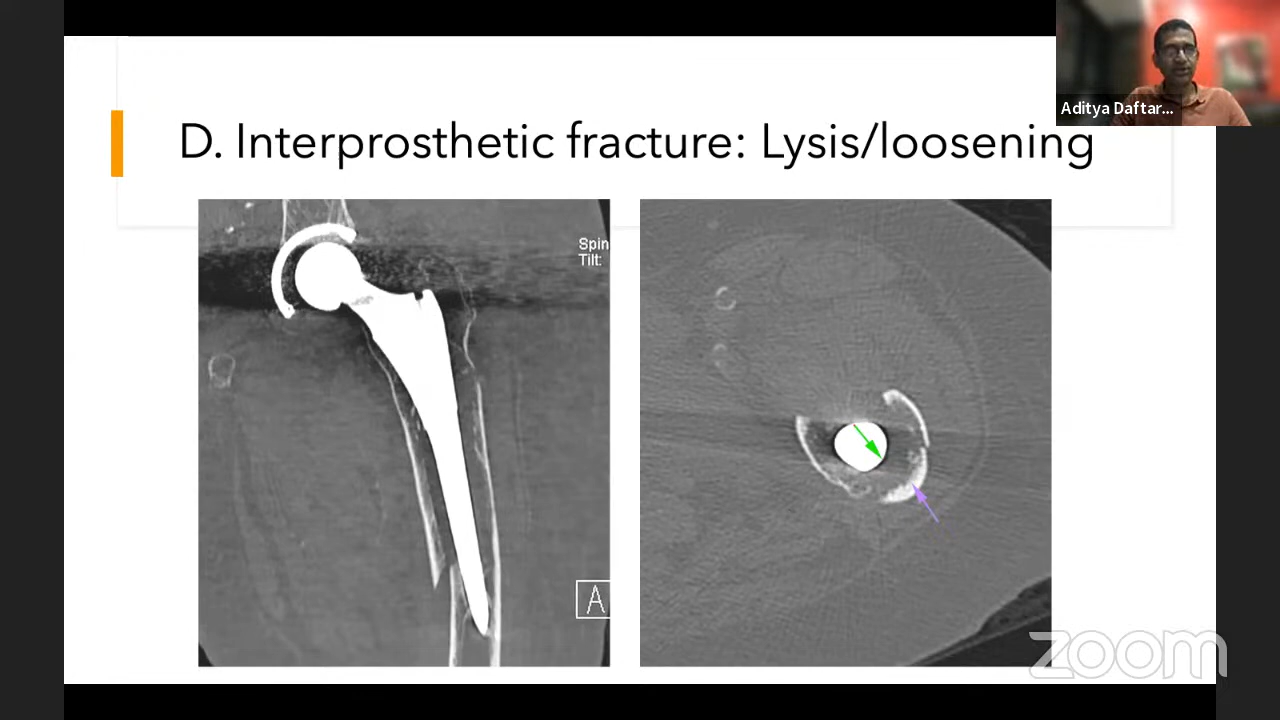 Aditya Daftar...
D. Interprosthetic fracture: Lysis/loosening
Spin
Tilt:
A
zoom